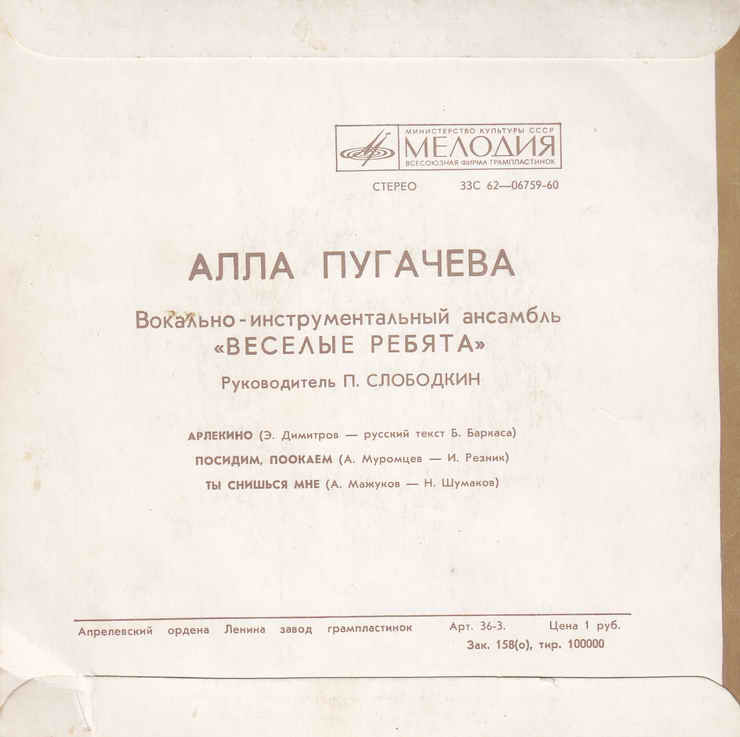 МИНИСТЕРСТВО КУЛЬТУРЫ СССР
МЕЛОДИЯ
ВСЕСОЮЗНАЯ ФИРМА ГРАМПЛАСТИНОК
СТЕРЕО 33С 62—06759-60
АЛЛА ПУГАЧЕВА
Вокально-инструментальный ансамбль
«ВЕСЕЛЫЕ РЕБЯТА»
Руководитель П. СЛОБОДКИН
АРЛЕКИНО (Э. Димитров — русский текст Б. Баркаса)
ПОСИДИМ, ПООКАЕМ (А. Муромцев — И. Резник)
ТЫ СНИШЬСЯ МНЕ (А. Мажуков — Н. Шумаков)
Апрелевский ордена Ленина завод грампластинок Арт. 36-3. Цена 1 руб.
Зак. 158(о), тир. 100000